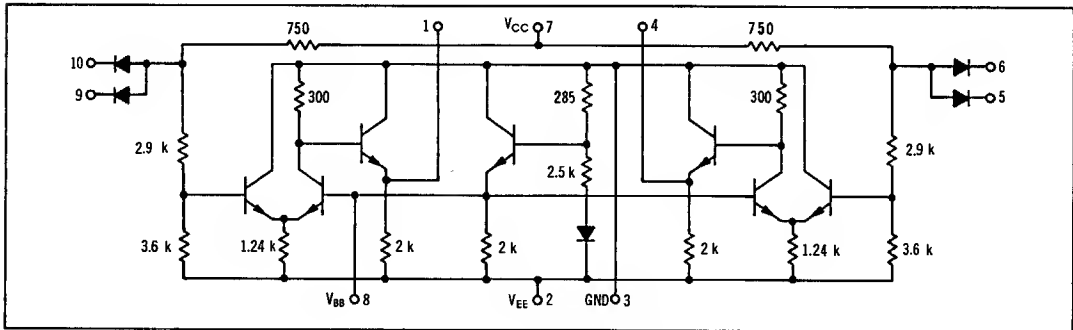 750 1 V_CC 7 4 750
10 6
9 5
300 285 300
2.9 k 2.5 k 2.9 k
3.6 k 1.24 k 2 k 2 k 2 k 1.24 k 3.6 k
V_BB 8 V_EE 2 GND 3